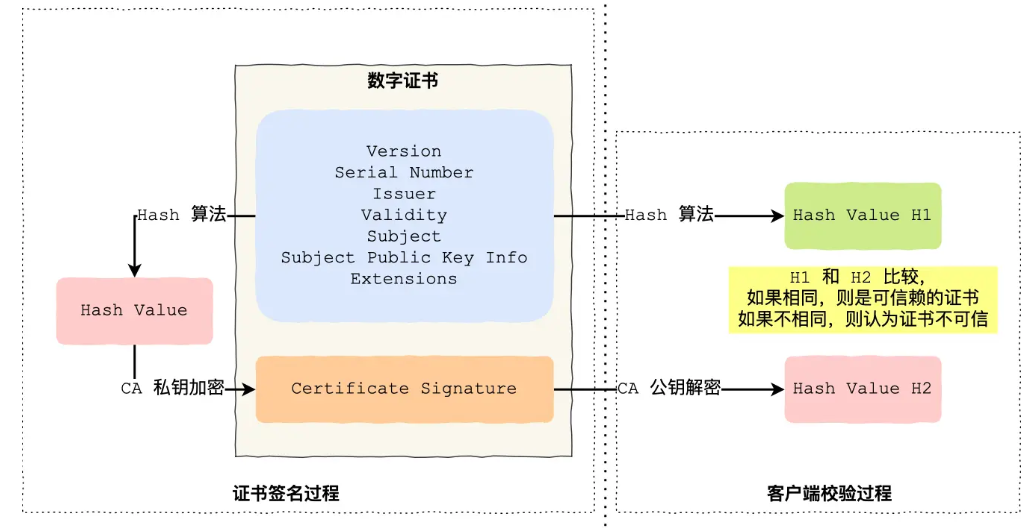 数字证书
Version
Serial Number
Issuer
Validity
Subject
Subject Public Key Info
Extensions
Hash 算法
Hash Value
CA 私钥加密
Certificate Signature
证书签名过程
Hash 算法
Hash Value H1
H1 和 H2 比较,
如果相同，则是可信赖的证书
如果不相同，则认为证书不可信
CA 公钥解密
Hash Value H2
客户端校验过程